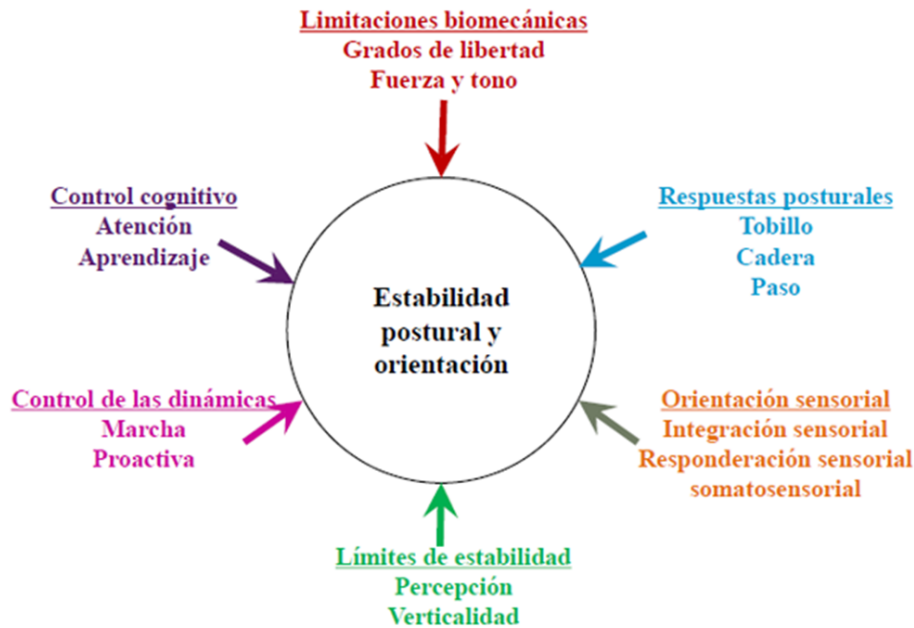 Limitaciones biomecánicas
Grados de libertad
Fuerza y tono
Control cognitivo
Atención
Aprendizaje
Respuestas posturales
Tobillo
Cadera
Paso
Estabilidad
postural y
orientación
Control de las dinámicas
Marcha
Proactiva
Orientación sensorial
Integración sensorial
Responderación sensorial
somatosensorial
Límites de estabilidad
Percepción
Verticalidad